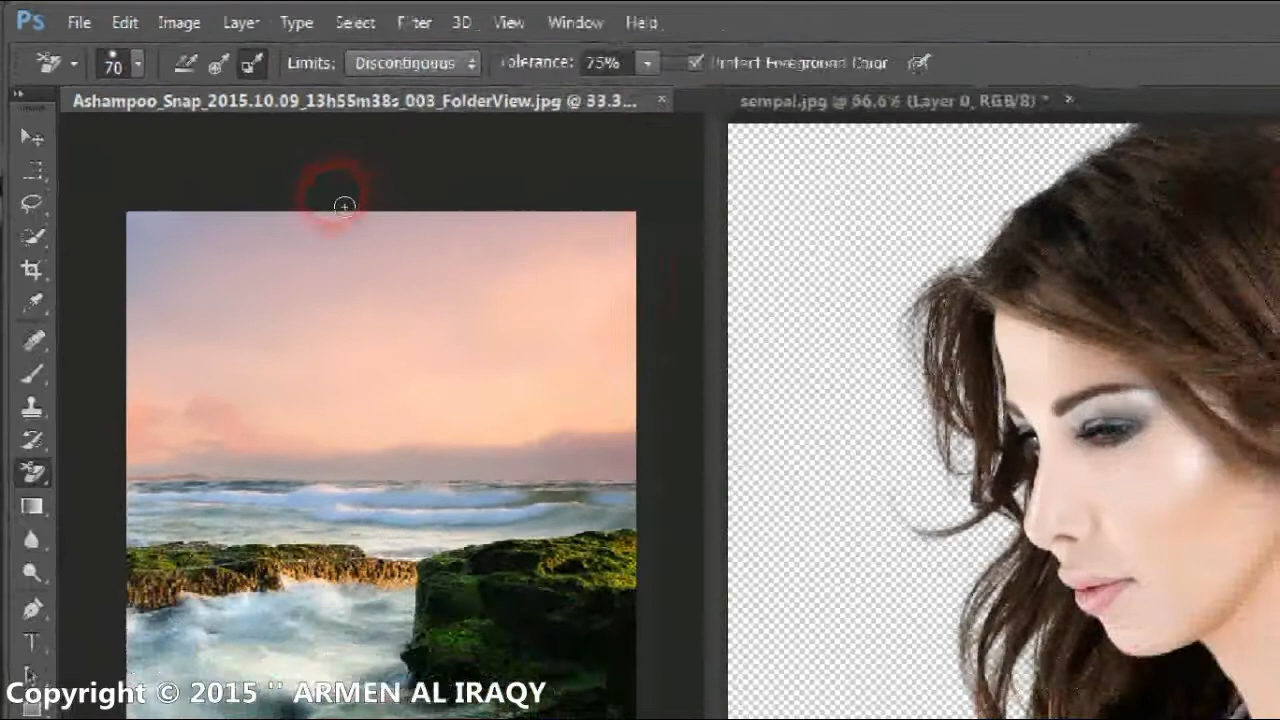 Ps File Edit Image Layer Type Select Filter 3D View Window Help
70 Limits: Discontiguous Tolerance: 75% Protect Foreground Color
Ashampoo_Snap_2015.10.09_13h55m38s_003_FolderView.jpg @ 33.3... × sempal.jpg @ 66.6% (Layer 0, RGB/8) * ×
T
Copyright © 2015 '' ARMEN AL IRAQY